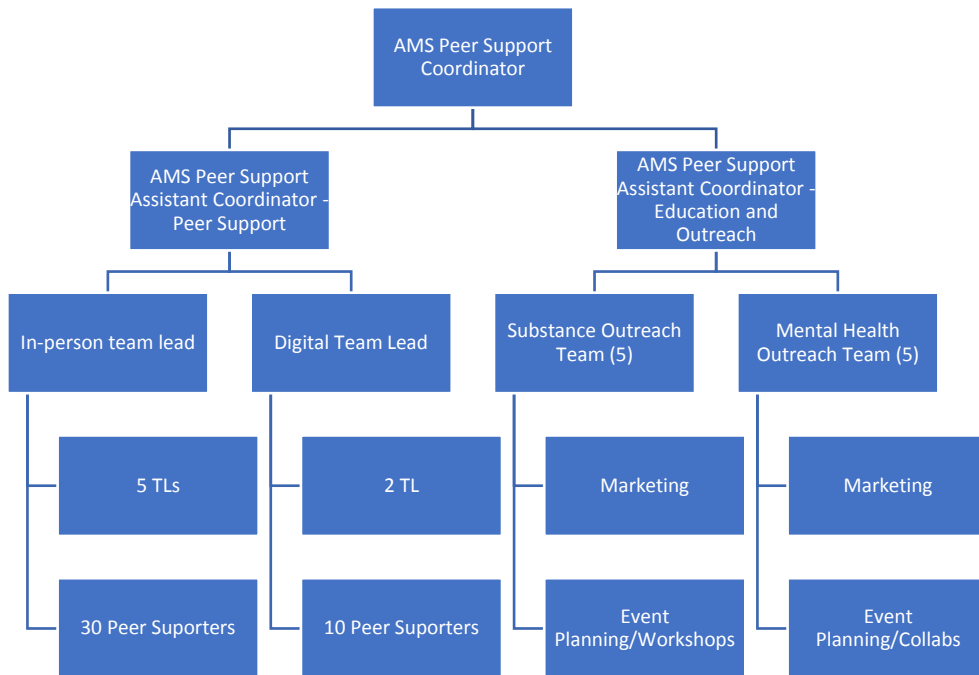 AMS Peer Support
Coordinator
AMS Peer Support
Assistant Coordinator -
Peer Support
AMS Peer Support
Assistant Coordinator -
Education and
Outreach
In-person team lead
Digital Team Lead
Substance Outreach
Team (5)
Mental Health
Outreach Team (5)
5 TLs
2 TL
Marketing
Marketing
30 Peer Suporters
10 Peer Suporters
Event
Planning/Workshops
Event
Planning/Collabs